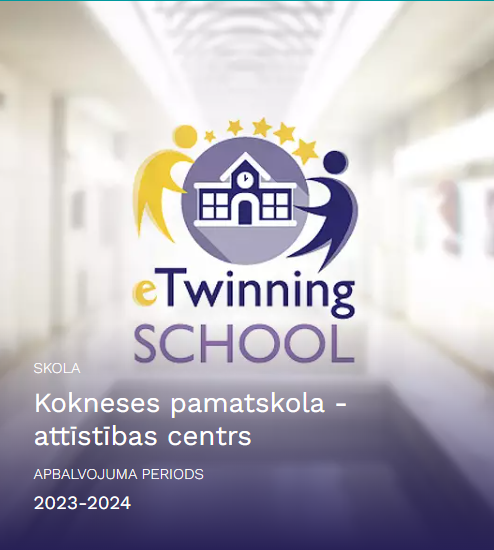 eTwinning
SCHOOL
SKOLA
Kokneses pamatskola -
attīstības centrs
APBALVOJUMA PERIODS
2023-2024